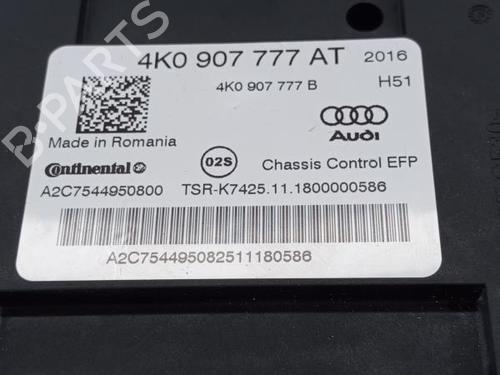 4K0 907 777 AT 2016
4K0 907 777 B H51
Made in Romania Audi
Continental 02S Chassis Control EFP
A2C7544950800 TSR-K7425.11.1800000586
A2C754495082511180586
B-PARTS